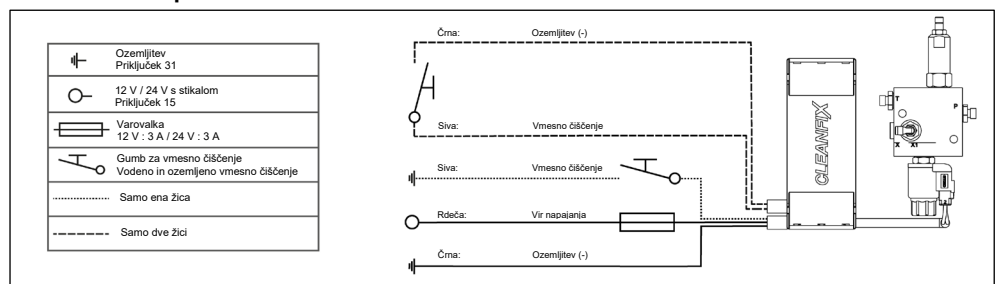 Ozemljitev
Priključek 31
12 V / 24 V s stikalom
Priključek 15
Varovalka
12 V : 3 A / 24 V : 3 A
Gumb za vmesno čiščenje
Vodeno in ozemljeno vmesno čiščenje
Samo ena žica
Samo dve žici
Črna: Ozemljitev (-)
Siva: Vmesno čiščenje
Siva: Vmesno čiščenje
Rdeča: Vir napajanja
Črna: Ozemljitev (-)
CLEANFIX
T
P
X X1